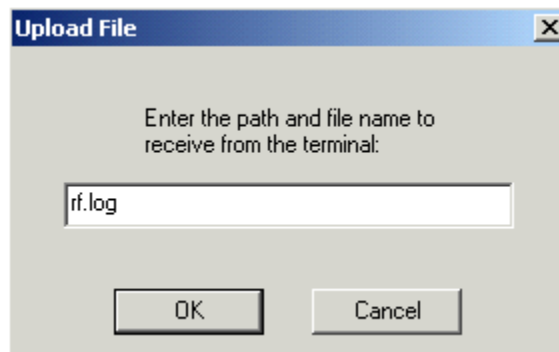 Upload File
Enter the path and file name to
receive from the terminal:
rf.log
OK
Cancel